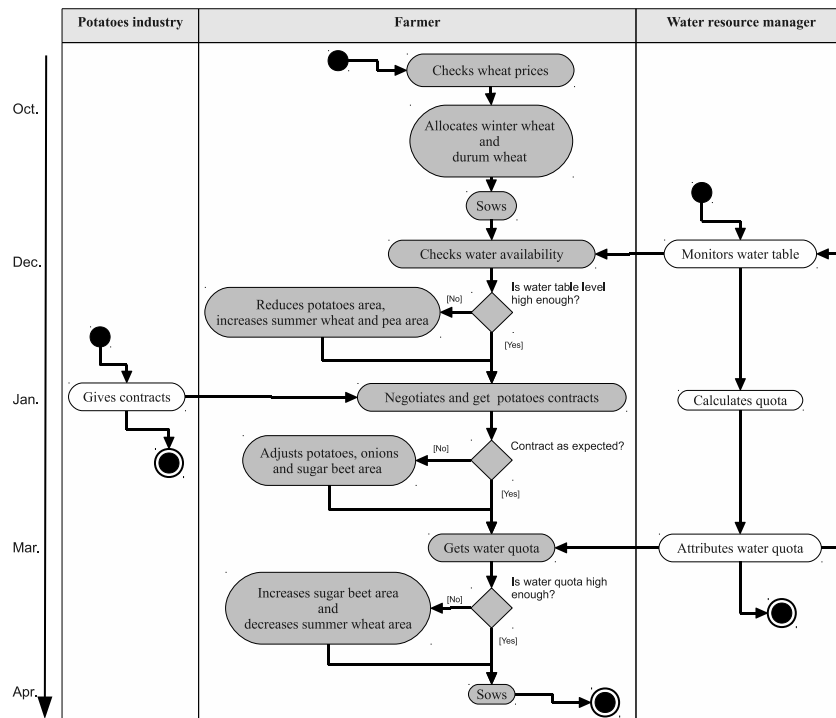 Potatoes industry
Farmer
Water resource manager
Oct.
Checks wheat prices
Allocates winter wheat
and
durum wheat
Sows
Dec.
Checks water availability
Monitors water table
Is water table level
high enough?
[No]
Reduces potatoes area,
increases summer wheat and pea area
[Yes]
Jan.
Gives contracts
Negotiates and get potatoes contracts
Calculates quota
Contract as expected?
[No]
Adjusts potatoes, onions
and sugar beet area
[Yes]
Mar.
Gets water quota
Attributes water quota
Is water quota high
enough?
[No]
Increases sugar beet area
and
decreases summer wheat area
[Yes]
Apr.
Sows